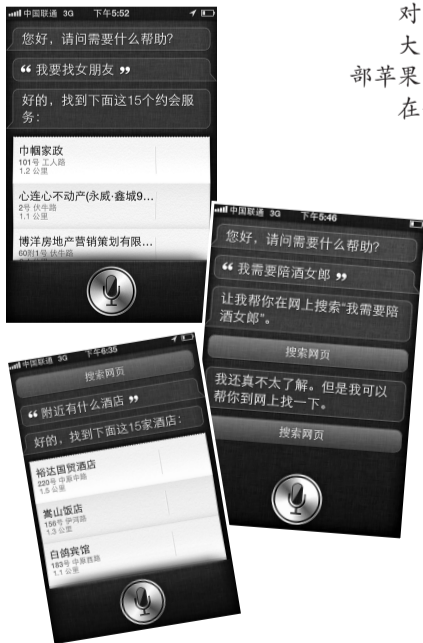 对
大
部苹果
在
中国联通 3G 下午5:52
您好，请问需要什么帮助？
“ 我要找女朋友 ”
好的，找到下面这15个约会服
务：
巾帼家政
101号 工人路
1.2 公里
心连心不动产(永威·鑫城9...
2号 伏牛路
1.1 公里
博洋房地产营销策划有限...
60附1号 伏牛路
中国联通 3G 下午5:46
您好，请问需要什么帮助？
“ 我需要陪酒女郎 ”
让我帮你在网上搜索“我需要陪
酒女郎”。
搜索网页
我还真不太了解。但是我可以
帮你到网上找一下。
搜索网页
中国联通 3G 下午6:35
搜索网页
“ 附近有什么酒店 ”
好的，找到下面这15家酒店：
裕达国贸酒店
220号 中原中路
1.5 公里
嵩山饭店
156号 伊河路
1.3 公里
白鸽宾馆
183号 中原西路
1.1 公里